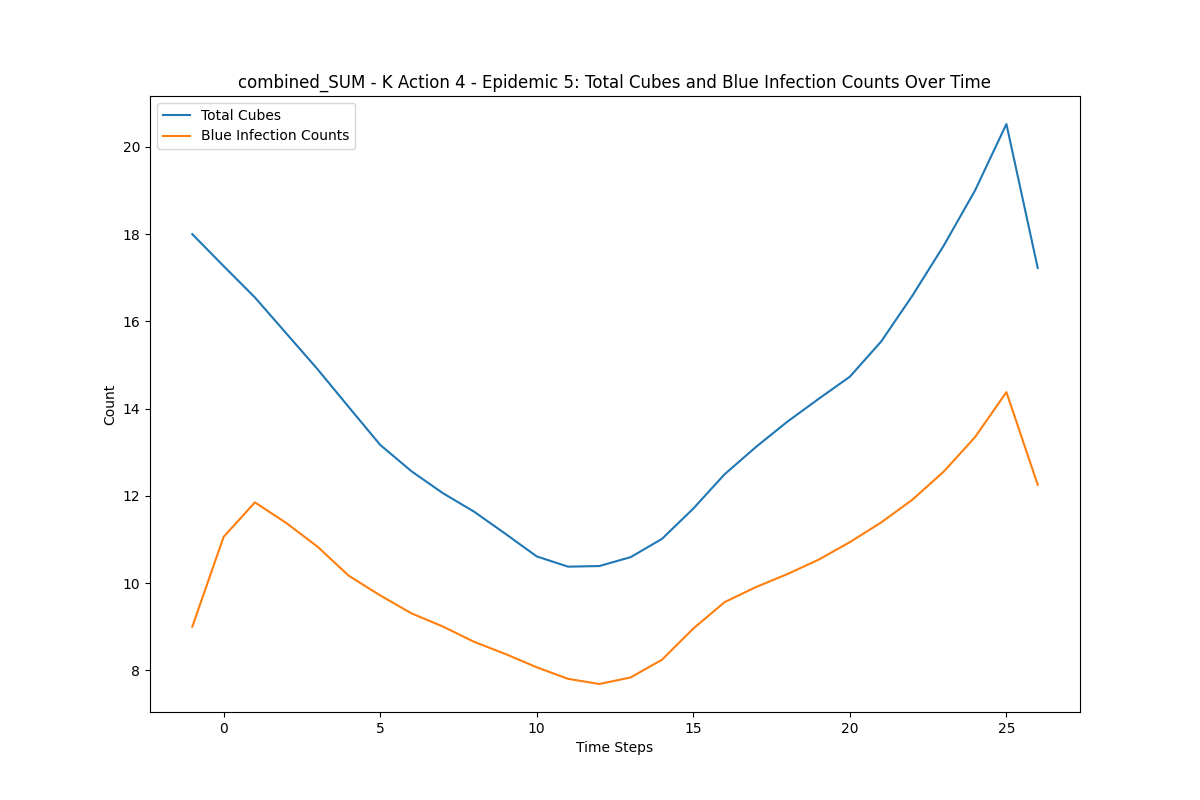 combined_SUM - K Action 4 - Epidemic 5: Total Cubes and Blue Infection Counts Over Time
Total Cubes
Blue Infection Counts
20
18
16
14
12
10
8
Count
0 5 10 15 20 25
Time Steps